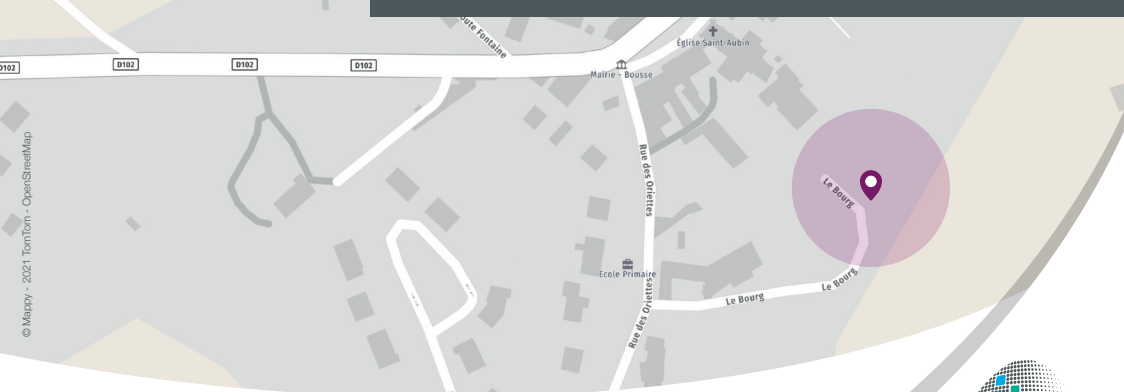 oute Fontaine
Église Saint-Aubin
D102
D102
D102
D102
Mairie - Bousse
Rue des Oriettes
Le Bourg
Ecole Primaire
Le Bourg
Le Bourg
Rue des Oriettes
© Mappy - 2021 TomTom - OpenStreetMap